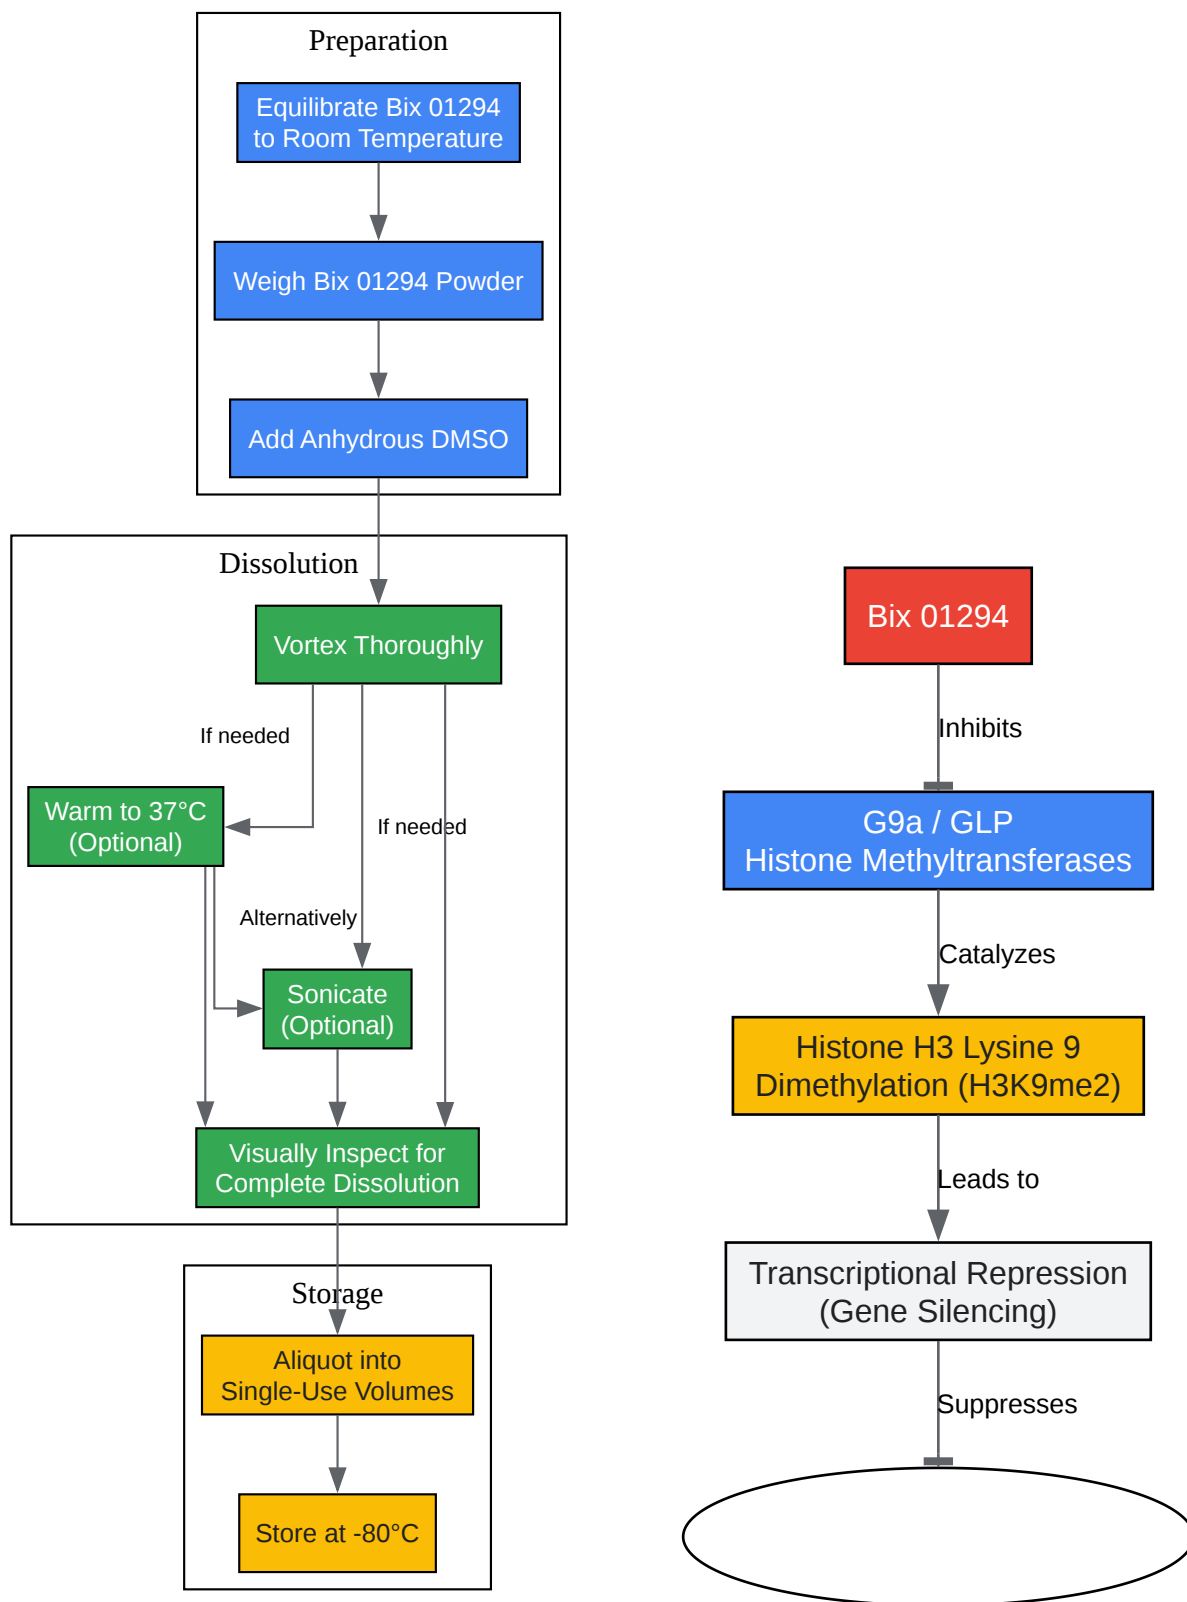 Preparation
Equilibrate Bix 01294
to Room Temperature
Weigh Bix 01294 Powder
Add Anhydrous DMSO
Dissolution
Vortex Thoroughly
If needed
Warm to 37°C
(Optional)
If needed
Alternatively
Sonicate
(Optional)
Visually Inspect for
Complete Dissolution
Storage
Aliquot into
Single-Use Volumes
Store at -80°C
Bix 01294
Inhibits
G9a / GLP
Histone Methyltransferases
Catalyzes
Histone H3 Lysine 9
Dimethylation (H3K9me2)
Leads to
Transcriptional Repression
(Gene Silencing)
Suppresses